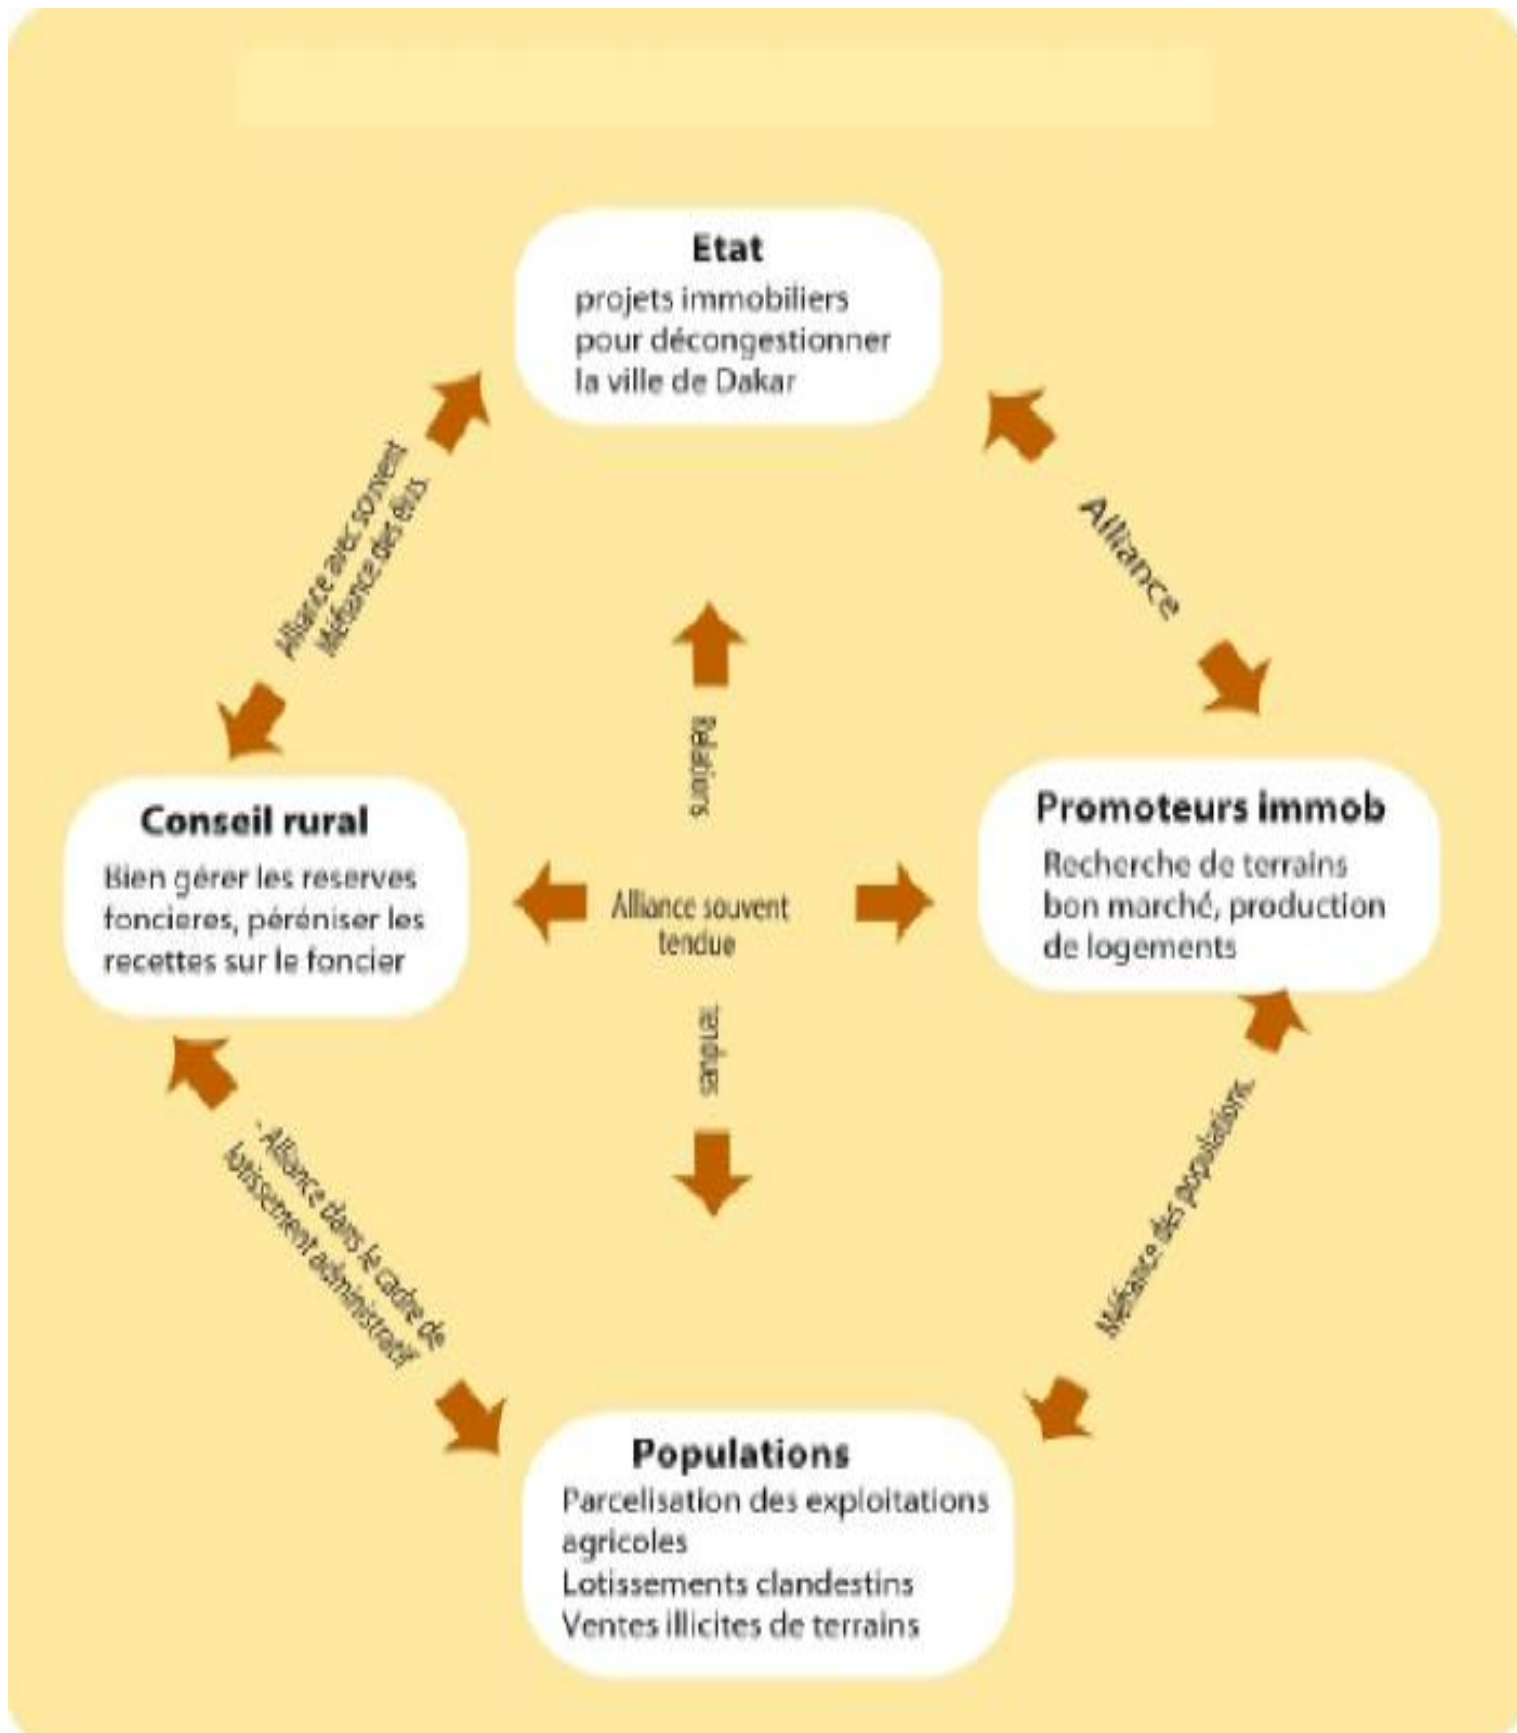 Etat
projets immobiliers
pour décongestionner
la ville de Dakar
Alliance avec souvent
Méfiance des élus
Alliance
Relations
Conseil rural
Bien gérer les reserves
foncieres, péréniser les
recettes sur le foncier
Alliance souvent
tendue
Promoteurs immob
Recherche de terrains
bon marché, production
de logements
tendues
- Alliance dans le cadre de
lotissement administratif
Méfiance des populations.
Populations
Parcelisation des exploitations
agricoles
Lotissements clandestins
Ventes illicites de terrains